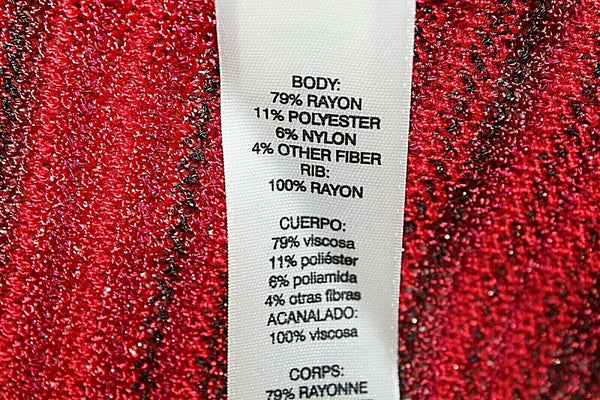 BODY:
79% RAYON
11% POLYESTER
6% NYLON
4% OTHER FIBER
RIB:
100% RAYON
CUERPO:
79% viscosa
11% poliéster
6% poliamida
4% otras fibras
ACANALADO:
100% viscosa
CORPS:
79% RAYONNE